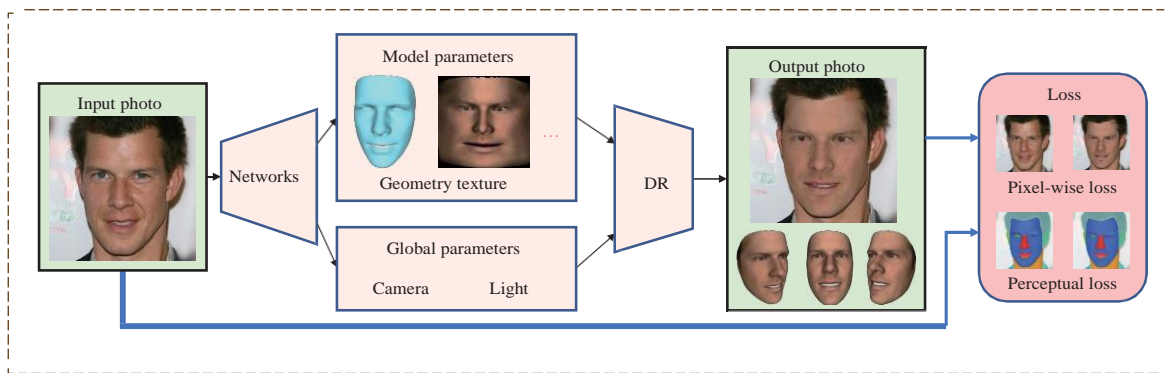 Input photo
Networks
Model parameters
...
Geometry texture
Global parameters
Camera Light
DR
Output photo
Loss
Pixel-wise loss
Perceptual loss